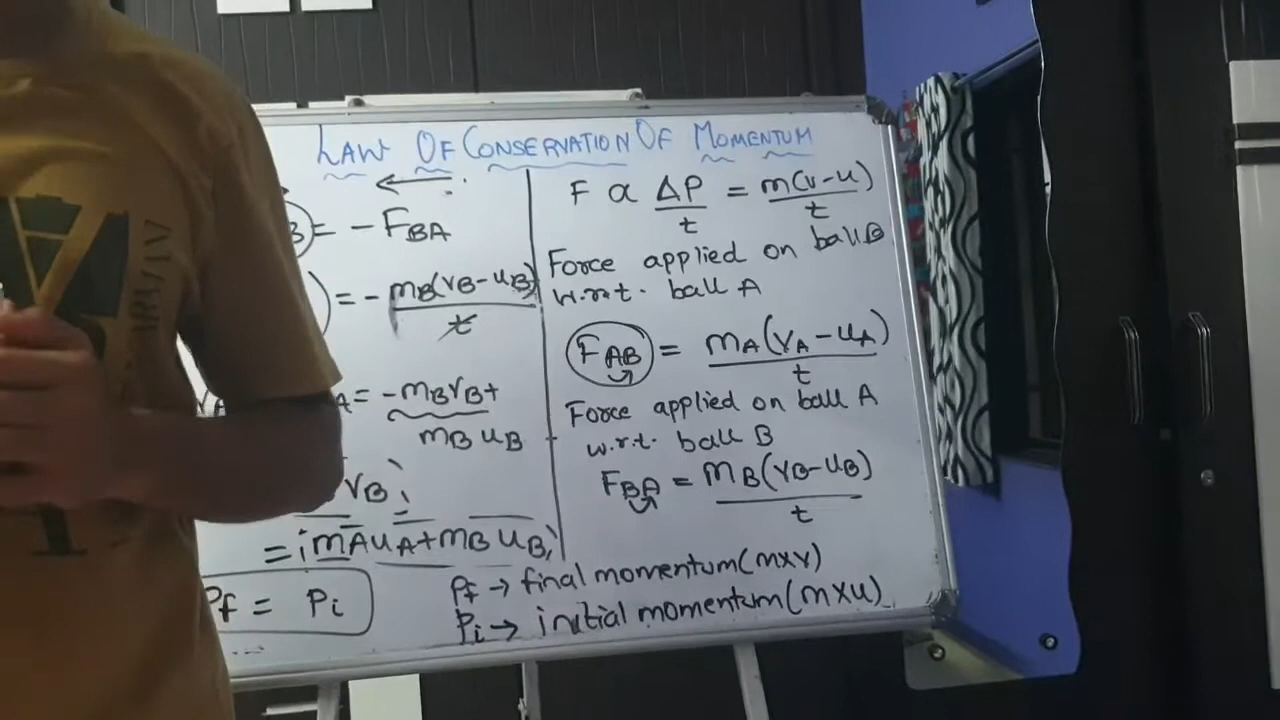 LAW OF CONSERVATION OF MOMENTUM
B) = - FBA
) = - mB(vB-uB)
t
A = -mBvB+
mBuB
vB
= mAuA+mBuB
Pf = Pi
F α ΔP/t = m(v-u)/t
Force applied on ball B
w.r.t. ball A
FAB = mA(vA-uA)
t
Force applied on ball A
w.r.t. ball B
FBA = mB(vB-uB)
t
Pf → final momentum(mxv)
Pi → initial momentum(mxu)